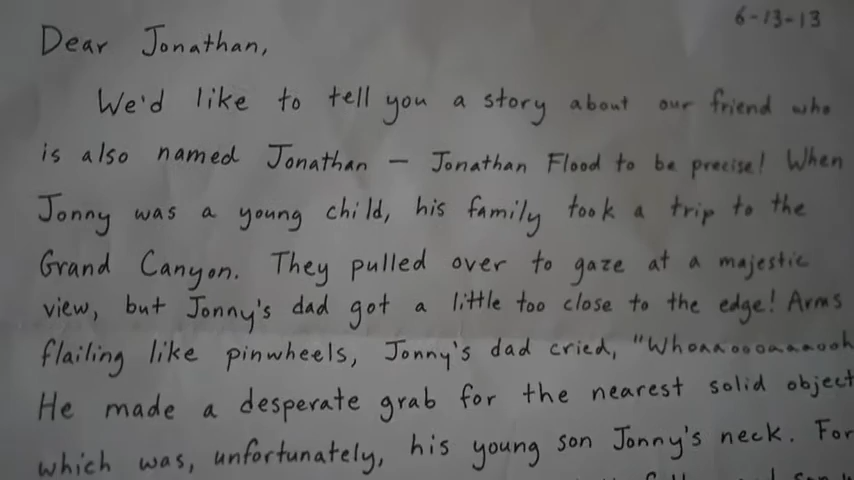 6-13-13
Dear Jonathan,
We'd like to tell you a story about our friend who
is also named Jonathan — Jonathan Flood to be precise! When
Jonny was a young child, his family took a trip to the
Grand Canyon. They pulled over to gaze at a majestic
view, but Jonny's dad got a little too close to the edge! Arms
flailing like pinwheels, Jonny's dad cried, "Whoaaoooaaaooh
He made a desperate grab for the nearest solid object
which was, unfortunately, his young son Jonny's neck. For